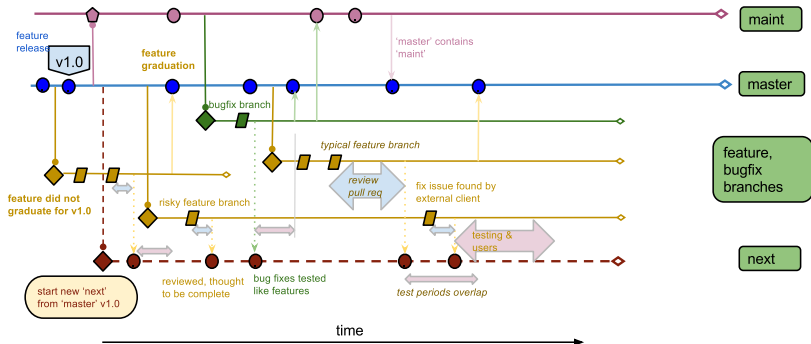 maint
feature
release
v1.0
feature
graduation
'master' contains
'maint'
master
bugfix branch
typical feature branch
feature,
bugfix
branches
review
pull req
fix issue found by
external client
feature did not
graduate for v1.0
risky feature branch
testing &
users
next
start new 'next'
from 'master' v1.0
reviewed, thought
to be complete
bug fixes tested
like features
test periods overlap
time